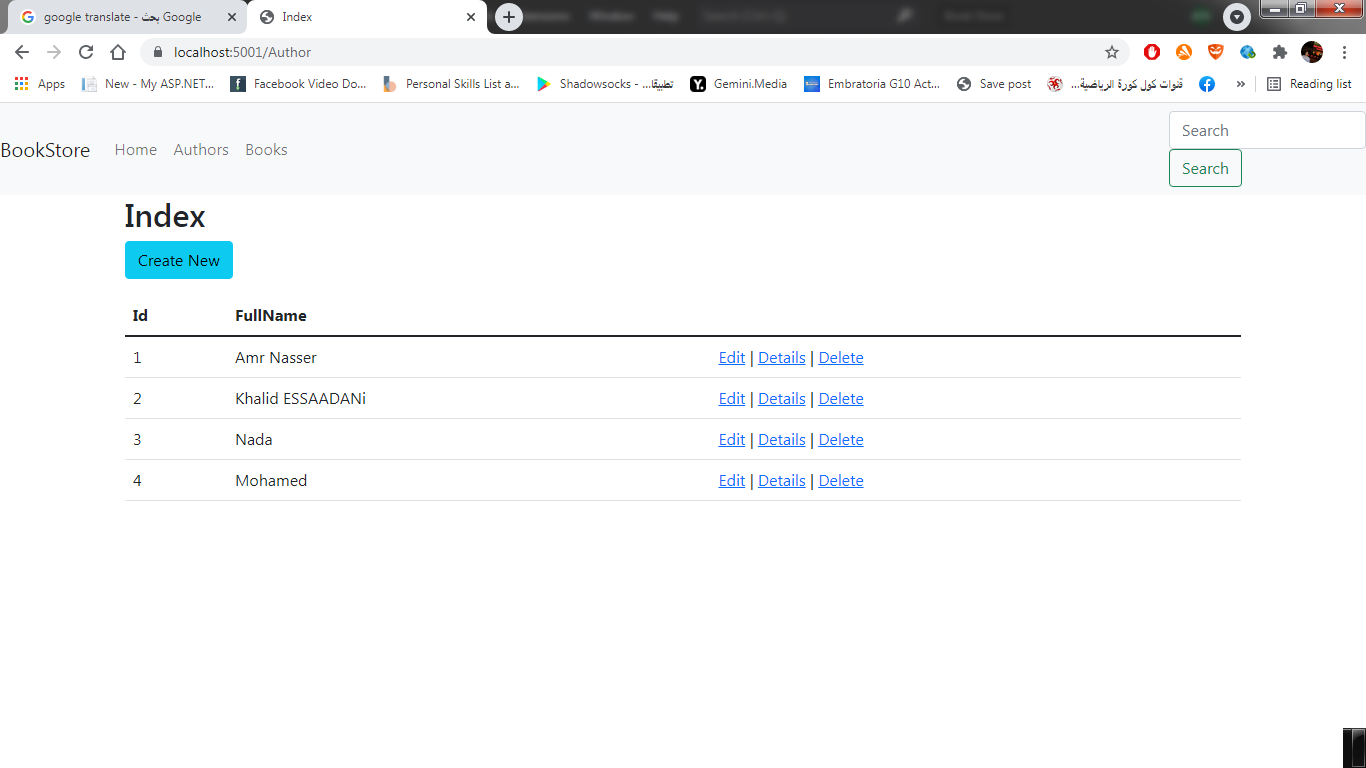 google translate - بحث Google
Index
localhost:5001/Author
Apps
New - My ASP.NET...
Facebook Video Do...
Personal Skills List a...
Shadowsocks - ...تطبيقًا
Gemini.Media
Embratoria G10 Act...
Save post
قنوات كول كورة الرياضية...
»
Reading list
BookStore Home Authors Books
Search
Search
Index
Create New
Id FullName
1 Amr Nasser Edit | Details | Delete
2 Khalid ESSAADANi Edit | Details | Delete
3 Nada Edit | Details | Delete
4 Mohamed Edit | Details | Delete